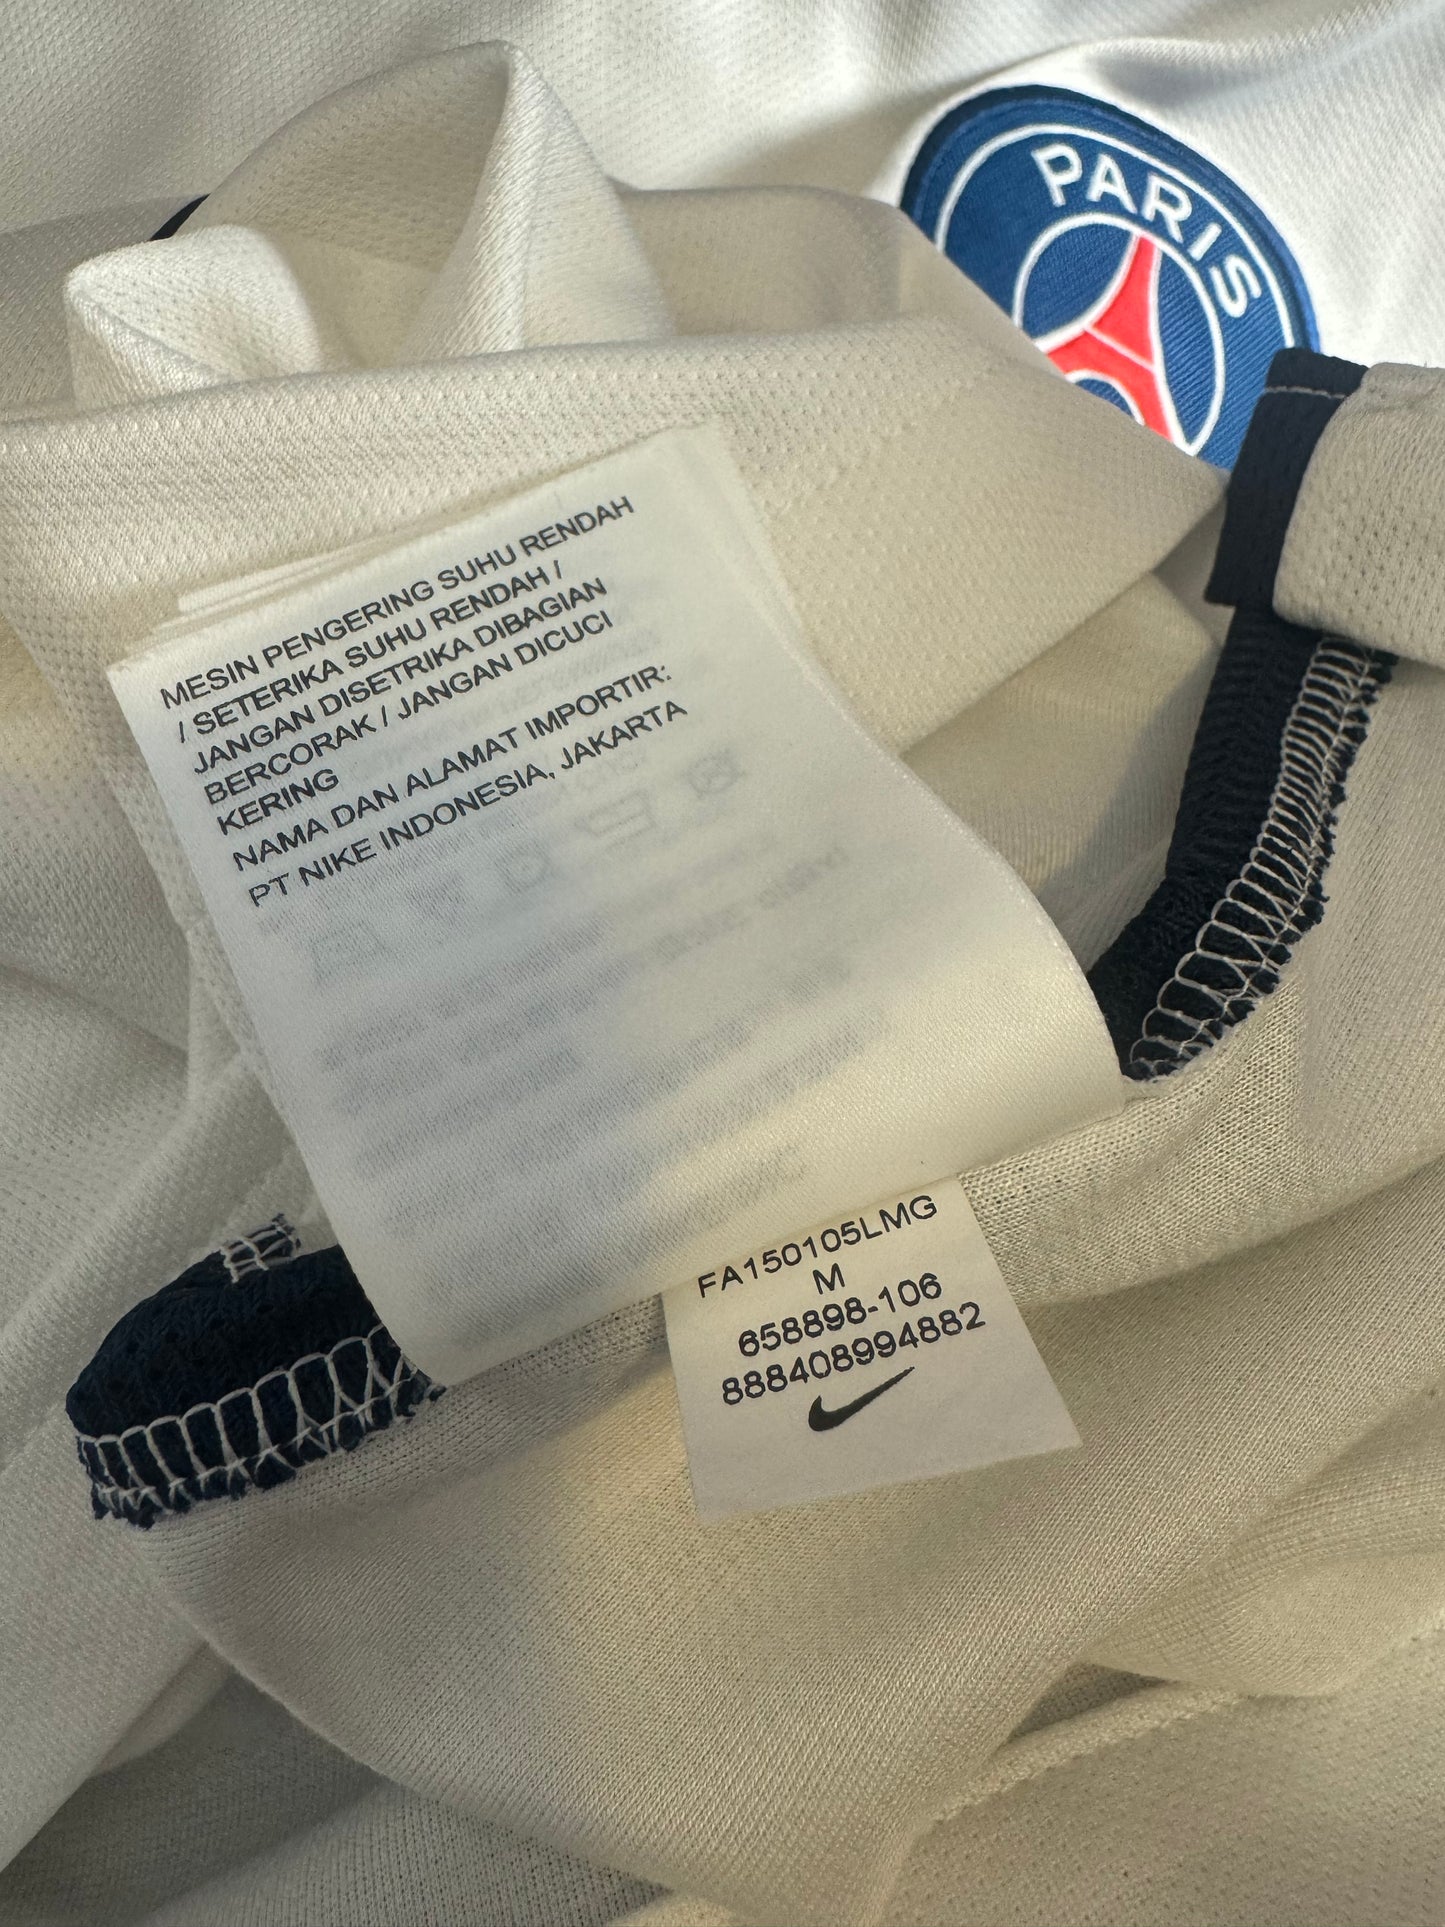 PARIS
MESIN PENGERING SUHU RENDAH
/ SETERIKA SUHU RENDAH /
JANGAN DISETRIKA DIBAGIAN
BERCORAK / JANGAN DICUCI
KERING
NAMA DAN ALAMAT IMPORTIR:
PT NIKE INDONESIA, JAKARTA
FA150105LMG
M
658898-106
888408994882